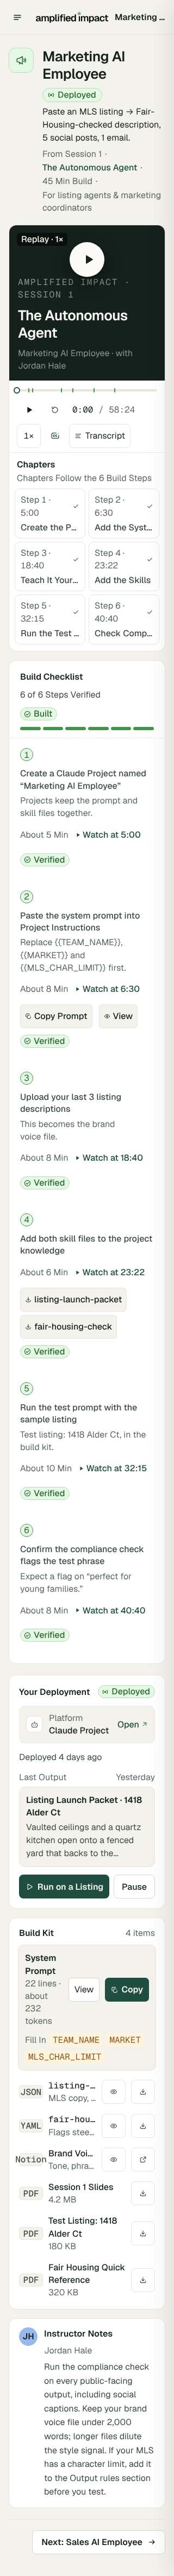 amplified impact
Marketing ...
Marketing AI
Employee
Deployed
Paste an MLS listing → Fair-
Housing-checked description,
5 social posts, 1 email.
From Session 1 ·
The Autonomous Agent ·
45 Min Build ·
For listing agents & marketing
coordinators
Replay · 1×
AMPLIFIED IMPACT ·
SESSION 1
The Autonomous
Agent
Marketing AI Employee · with
Jordan Hale
0:00 / 58:24
1×
Transcript
Chapters
Chapters Follow the 6 Build Steps
Step 1 ·
5:00
Create the P...
Step 2 ·
6:30
Add the Syst...
Step 3 ·
18:40
Teach It Your...
Step 4 ·
23:22
Add the Skills
Step 5 ·
32:15
Run the Test ...
Step 6 ·
40:40
Check Comp...
Build Checklist
6 of 6 Steps Verified
Built
1
Create a Claude Project named
“Marketing AI Employee”
Projects keep the prompt and
skill files together.
About 5 Min
Watch at 5:00
Verified
2
Paste the system prompt into
Project Instructions
Replace {{TEAM_NAME}},
{{MARKET}} and
{{MLS_CHAR_LIMIT}} first.
About 8 Min
Watch at 6:30
Copy Prompt
View
Verified
3
Upload your last 3 listing
descriptions
This becomes the brand
voice file.
About 8 Min
Watch at 18:40
Verified
4
Add both skill files to the project
knowledge
About 6 Min
Watch at 23:22
listing-launch-packet
fair-housing-check
Verified
5
Run the test prompt with the
sample listing
Test listing: 1418 Alder Ct, in the
build kit.
About 10 Min
Watch at 32:15
Verified
6
Confirm the compliance check
flags the test phrase
Expect a flag on “perfect for
young families.”
About 8 Min
Watch at 40:40
Verified
Your Deployment
Deployed
Platform
Claude Project
Open ↗
Deployed 4 days ago
Last Output
Yesterday
Listing Launch Packet · 1418
Alder Ct
Vaulted ceilings and a quartz
kitchen open onto a fenced
yard that backs to the...
Run on a Listing
Pause
Build Kit
4 items
System
Prompt
22 lines ·
about
232
tokens
View
Copy
Fill In TEAM_NAME MARKET
MLS_CHAR_LIMIT
JSON
listing-...
MLS copy, ...
YAML
fair-hou...
Flags stee...
Notion
Brand Voi...
Tone, phra...
PDF
Session 1 Slides
4.2 MB
PDF
Test Listing: 1418
Alder Ct
180 KB
PDF
Fair Housing Quick
Reference
320 KB
JH
Instructor Notes
Jordan Hale
Run the compliance check
on every public-facing
output, including social
captions. Keep your brand
voice file under 2,000
words; longer files dilute
the style signal. If your MLS
has a character limit, add it
to the Output rules section
before you test.
Next: Sales AI Employee →